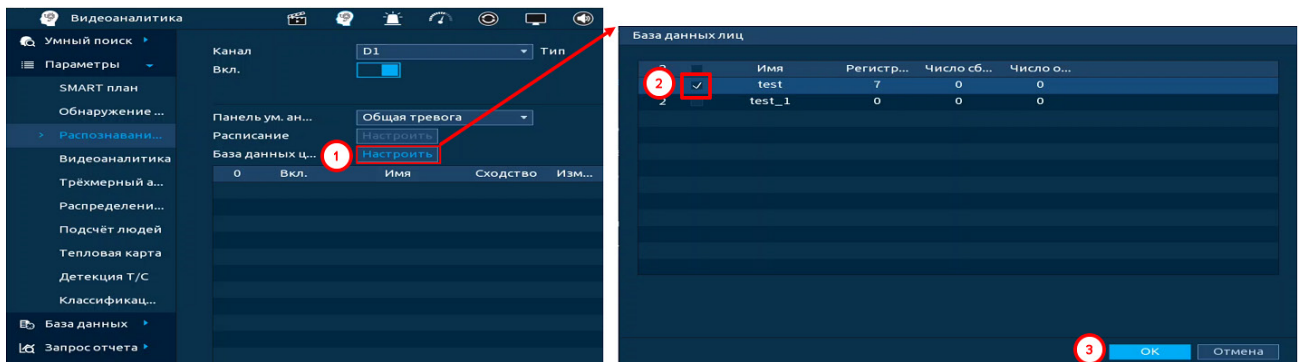 Видеоаналитика
Умный поиск
Параметры
SMART план
Обнаружение ...
Распознавани...
Видеоаналитика
Трёхмерный а...
Распределени...
Подсчёт людей
Тепловая карта
Детекция Т/С
Классификац...
База данных
Запрос отчета
Канал D1 Тип
Вкл.
Панель ум. ан... Общая тревога
Расписание Настроить
База данных ц... 1 Настроить
0 Вкл. Имя Сходство Изм...
База данных лиц
2 Имя Регистр... Число сб... Число о...
2 test 7 0 0
2 test_1 0 0 0
3 OK Отмена